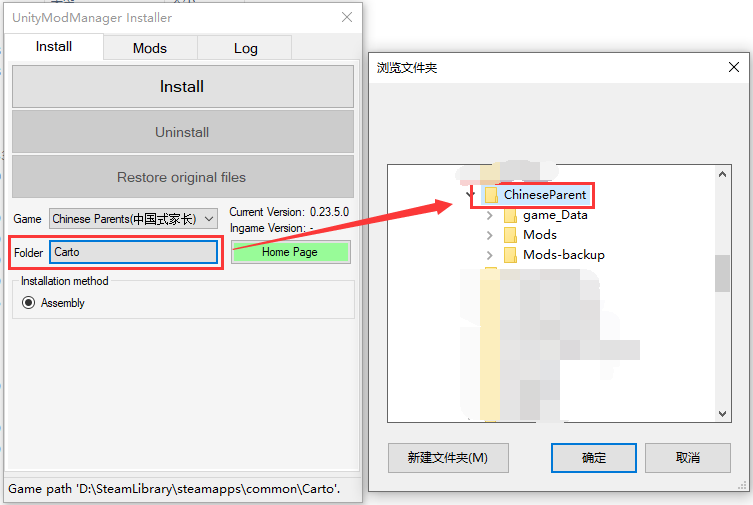 UnityModManager Installer
Install
Mods
Log
Install
Uninstall
Restore original files
Game
Chinese Parents(中国式家长)
Current Version: 0.23.5.0
Ingame Version: -
Folder
Carto
Home Page
Installation method
Assembly
Game path 'D:\SteamLibrary\steamapps\common\Carto'.
浏览文件夹
ChineseParent
game_Data
Mods
Mods-backup
新建文件夹(M)
确定
取消